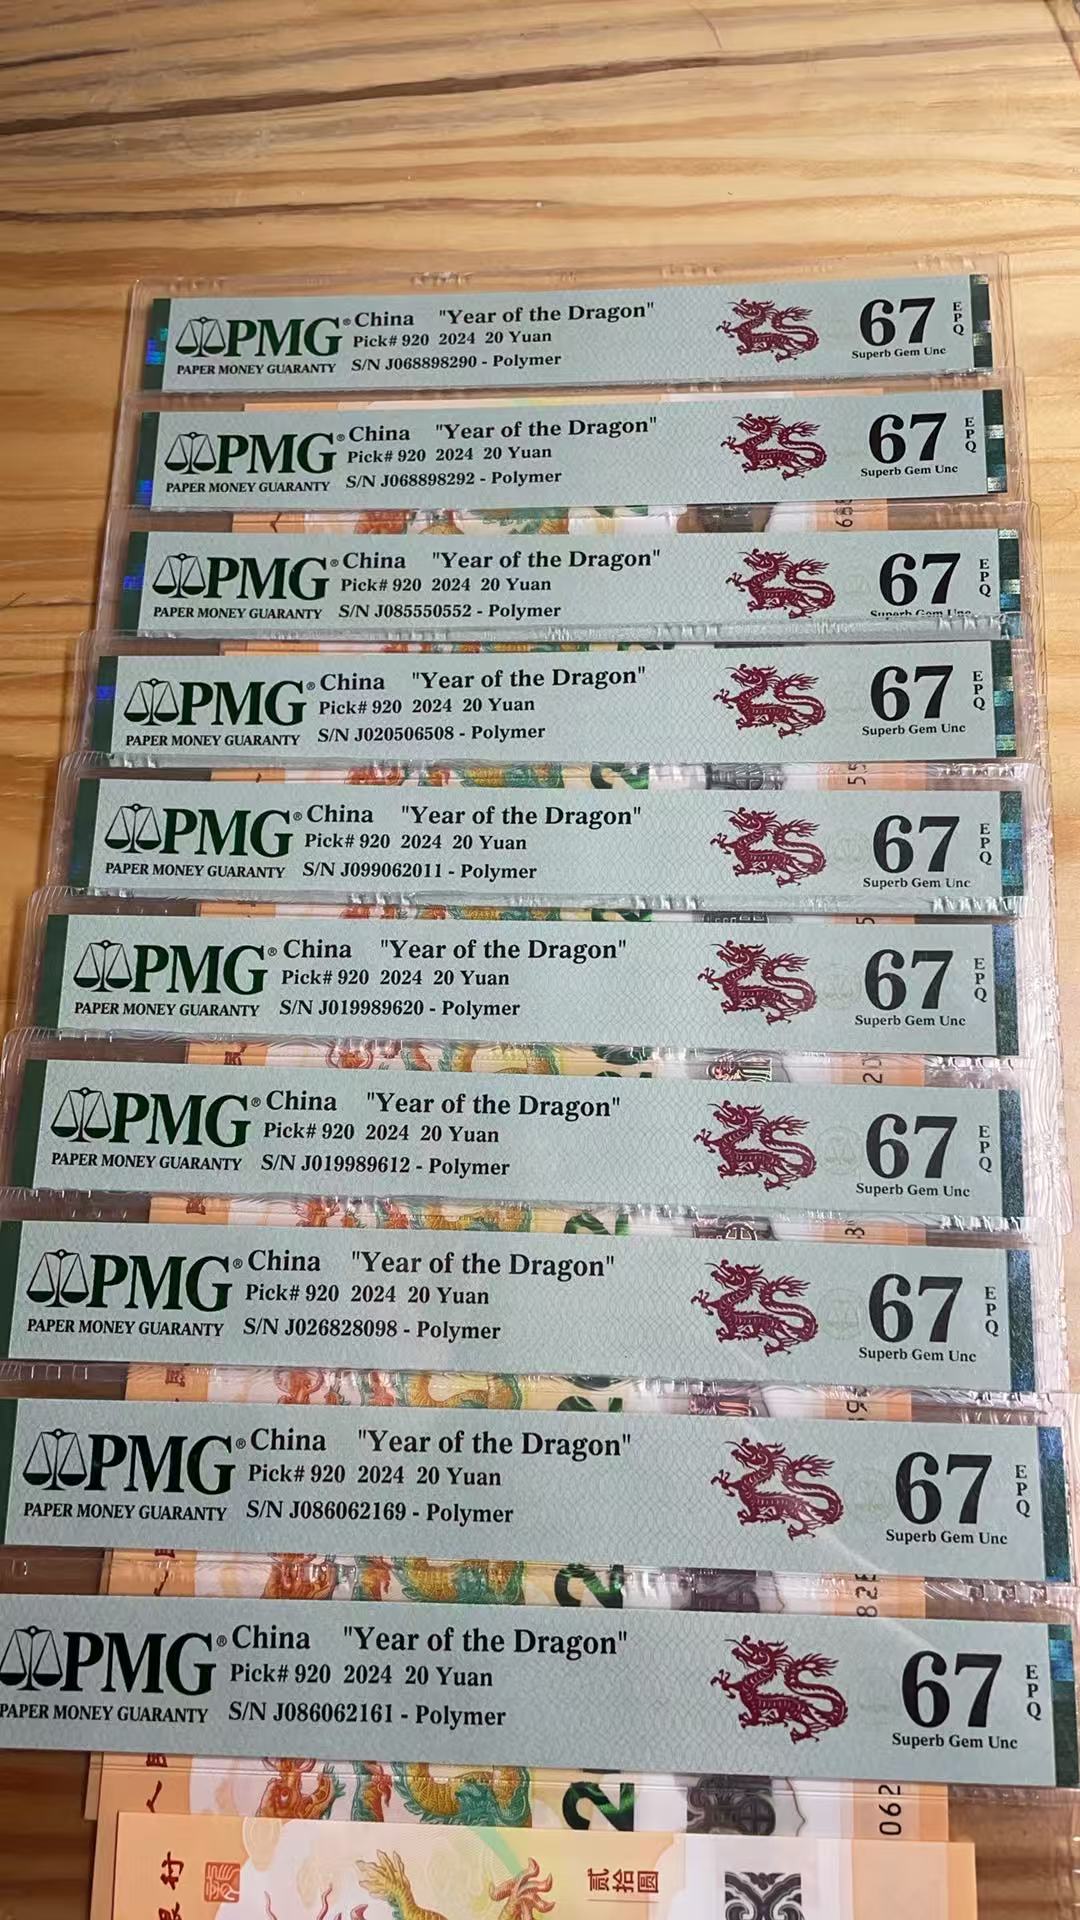 PMG® China "Year of the Dragon" 67 EPQ
Pick# 920 2024 20 Yuan
PAPER MONEY GUARANTY S/N J068898290 - Polymer Superb Gem Unc
PMG® China "Year of the Dragon" 67 EPQ
Pick# 920 2024 20 Yuan
PAPER MONEY GUARANTY S/N J068898292 - Polymer Superb Gem Unc
PMG® China "Year of the Dragon" 67 EPQ
Pick# 920 2024 20 Yuan
PAPER MONEY GUARANTY S/N J085550552 - Polymer Superb Gem Unc
PMG® China "Year of the Dragon" 67 EPQ
Pick# 920 2024 20 Yuan
PAPER MONEY GUARANTY S/N J020506508 - Polymer Superb Gem Unc
PMG® China "Year of the Dragon" 67 EPQ
Pick# 920 2024 20 Yuan
PAPER MONEY GUARANTY S/N J099062011 - Polymer Superb Gem Unc
PMG® China "Year of the Dragon" 67 EPQ
Pick# 920 2024 20 Yuan
PAPER MONEY GUARANTY S/N J019989620 - Polymer Superb Gem Unc
20
PMG® China "Year of the Dragon" 67 EPQ
Pick# 920 2024 20 Yuan
PAPER MONEY GUARANTY S/N J019989612 - Polymer Superb Gem Unc
PMG® China "Year of the Dragon" 67 EPQ
Pick# 920 2024 20 Yuan
PAPER MONEY GUARANTY S/N J026828098 - Polymer Superb Gem Unc
PMG® China "Year of the Dragon" 67 EPQ
Pick# 920 2024 20 Yuan
PAPER MONEY GUARANTY S/N J086062169 - Polymer Superb Gem Unc
2 828
PMG® China "Year of the Dragon" 67 EPQ
Pick# 920 2024 20 Yuan
PAPER MONEY GUARANTY S/N J086062161 - Polymer Superb Gem Unc
2 062
行
贰拾圆